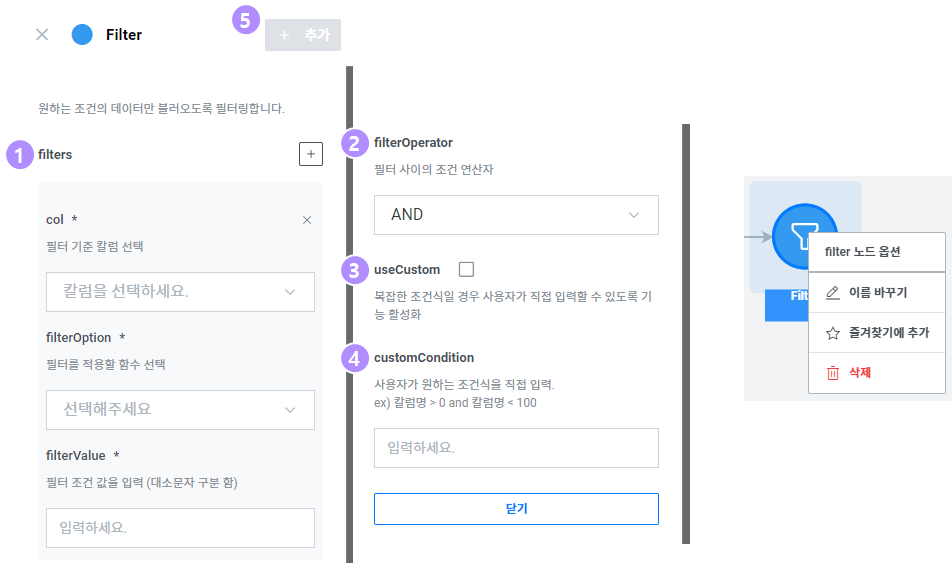 Filter
5
+ 추가
원하는 조건의 데이터만 불러오도록 필터링합니다.
1 filters
+
col *
필터 기준 칼럼 선택
칼럼을 선택하세요.
filterOption *
필터를 적용할 함수 선택
선택해주세요
filterValue *
필터 조건 값을 입력 (대소문자 구분 함)
입력하세요.
2 filterOperator
필터 사이의 조건 연산자
AND
3 useCustom
복잡한 조건식일 경우 사용자가 직접 입력할 수 있도록 기
능 활성화
4 customCondition
사용자가 원하는 조건식을 직접 입력.
ex) 칼럼명 > 0 and 칼럼명 < 100
입력하세요.
닫기
filter 노드 옵션
이름 바꾸기
즐겨찾기에 추가
삭제